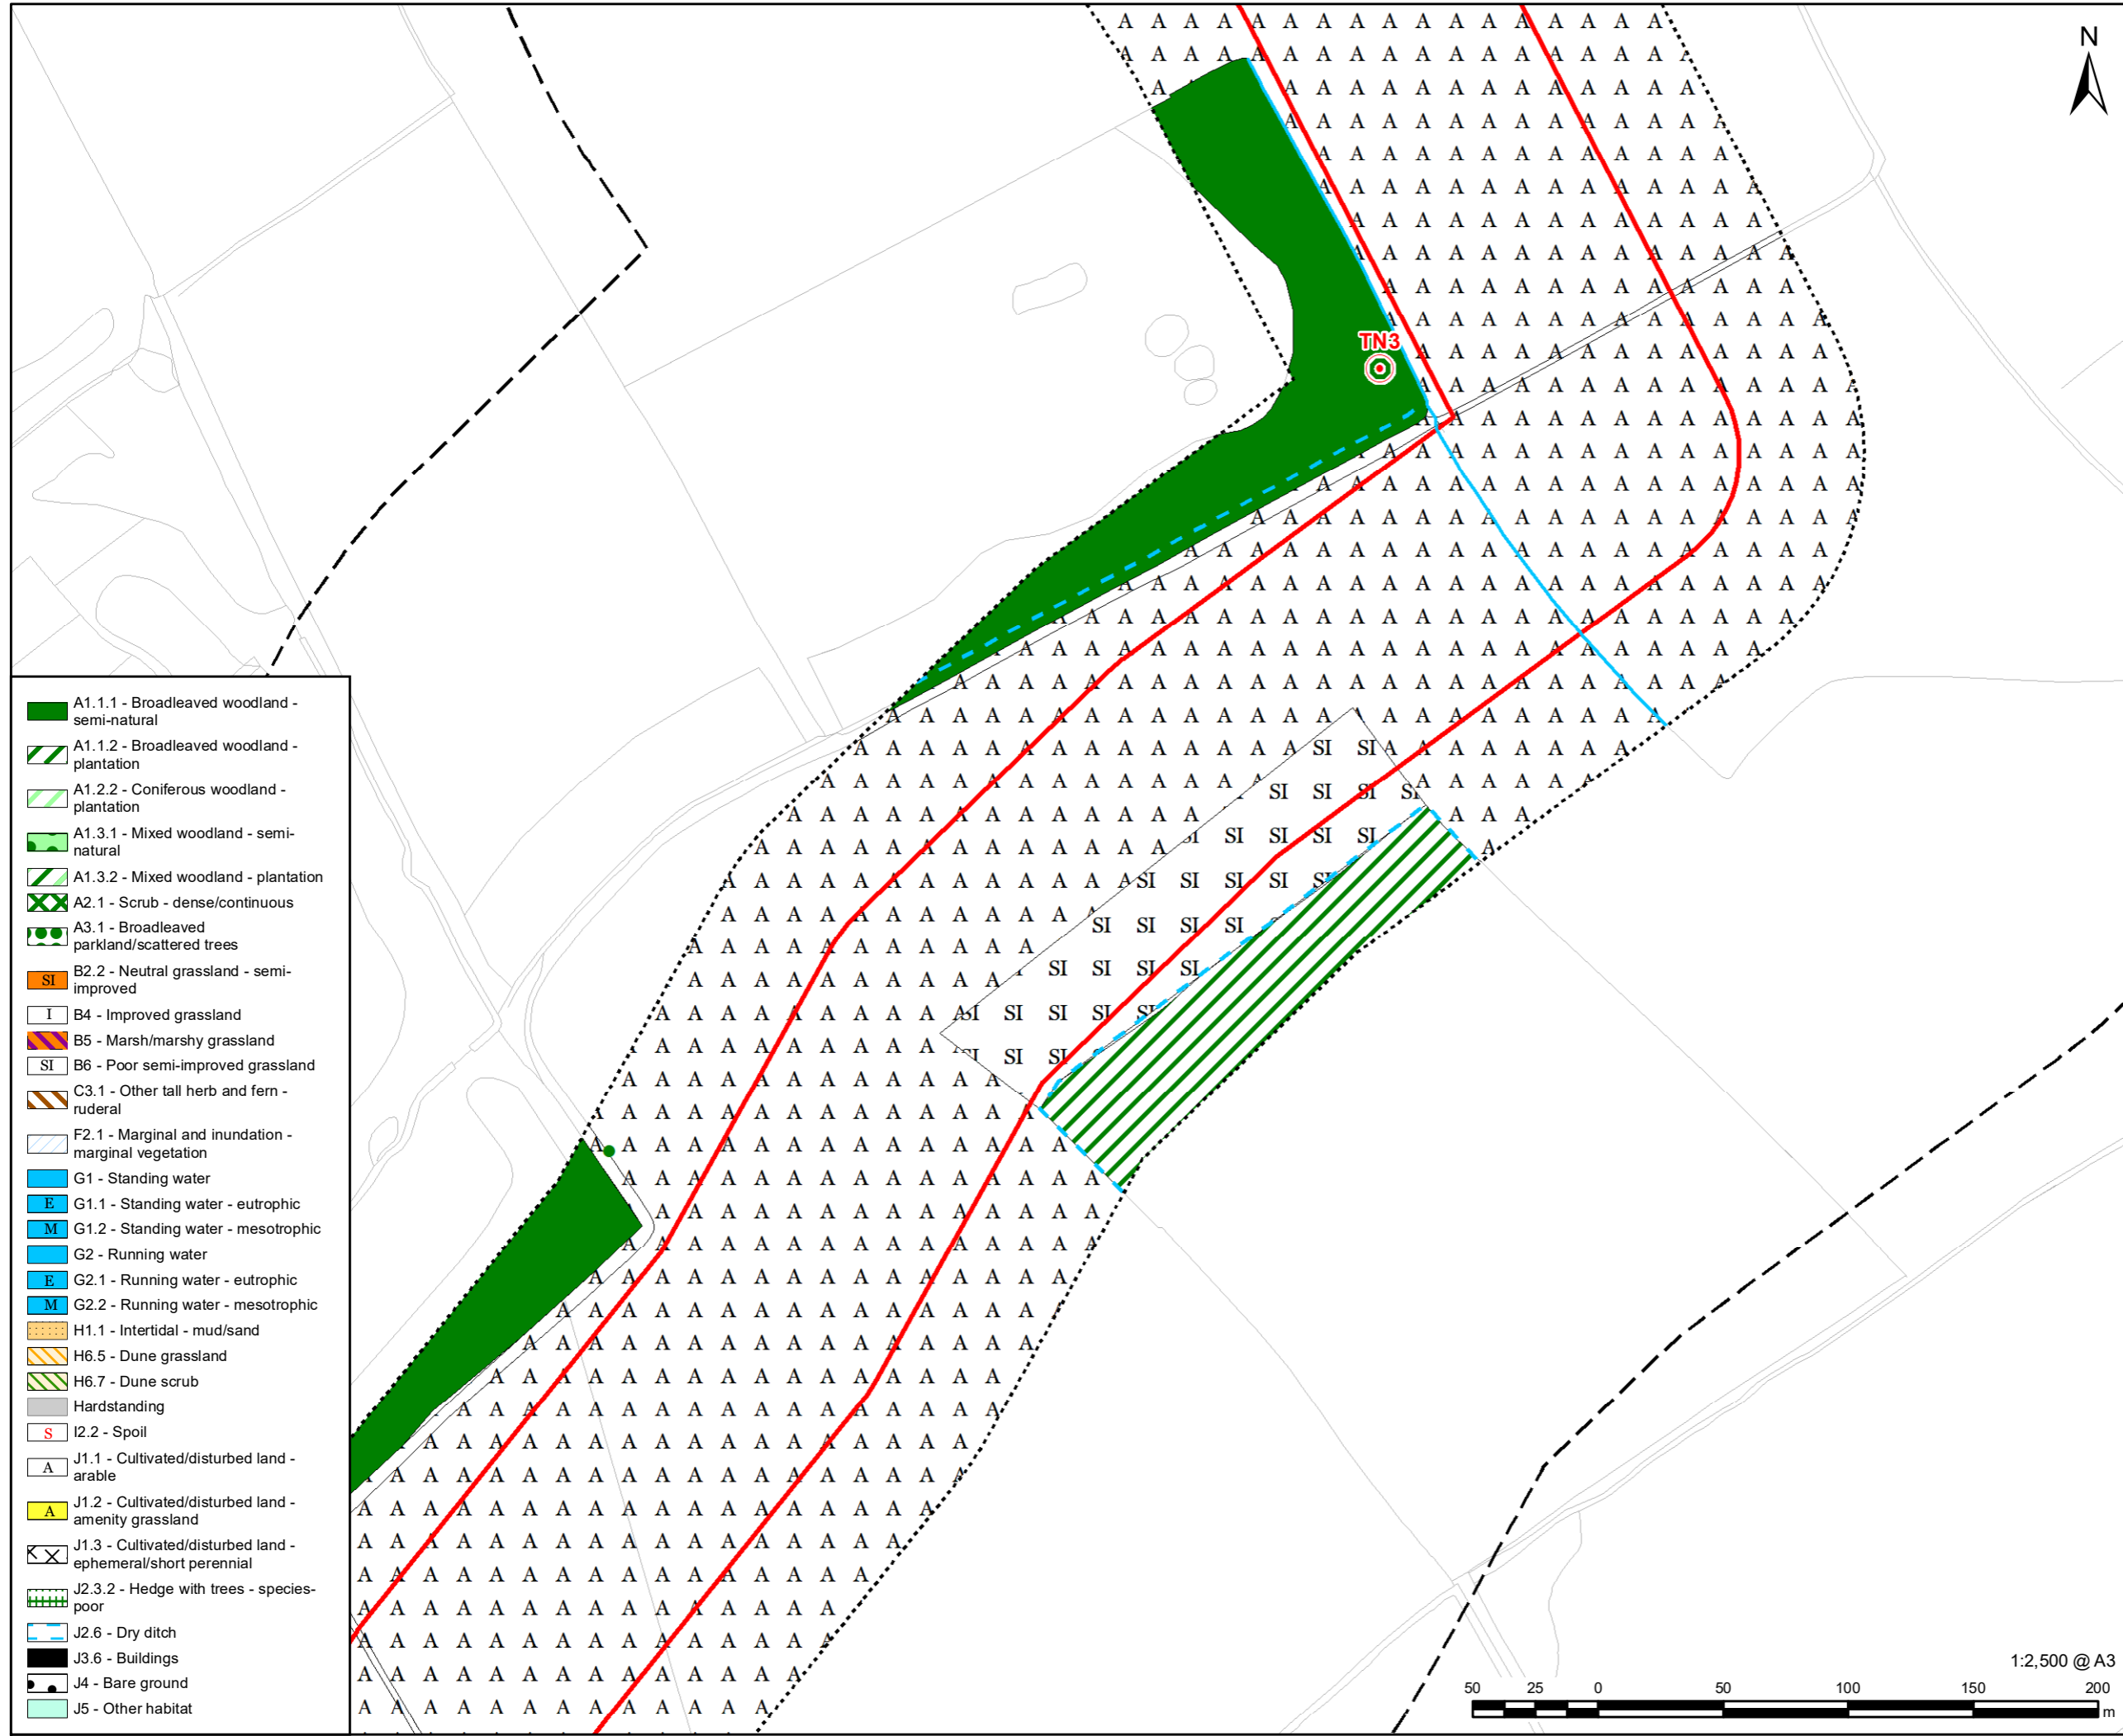 N
TN3
A1.1.1 - Broadleaved woodland -
semi-natural
A1.1.2 - Broadleaved woodland -
plantation
A1.2.2 - Coniferous woodland -
plantation
A1.3.1 - Mixed woodland - semi-
natural
A1.3.2 - Mixed woodland - plantation
A2.1 - Scrub - dense/continuous
A3.1 - Broadleaved
parkland/scattered trees
SI B2.2 - Neutral grassland - semi-
improved
I B4 - Improved grassland
B5 - Marsh/marshy grassland
SI B6 - Poor semi-improved grassland
C3.1 - Other tall herb and fern -
ruderal
F2.1 - Marginal and inundation -
marginal vegetation
G1 - Standing water
E G1.1 - Standing water - eutrophic
M G1.2 - Standing water - mesotrophic
G2 - Running water
E G2.1 - Running water - eutrophic
M G2.2 - Running water - mesotrophic
H1.1 - Intertidal - mud/sand
H6.5 - Dune grassland
H6.7 - Dune scrub
Hardstanding
S I2.2 - Spoil
A J1.1 - Cultivated/disturbed land -
arable
A J1.2 - Cultivated/disturbed land -
amenity grassland
J1.3 - Cultivated/disturbed land -
ephemeral/short perennial
J2.3.2 - Hedge with trees - species-
poor
J2.6 - Dry ditch
J3.6 - Buildings
J4 - Bare ground
J5 - Other habitat
1:2,500 @ A3
50 25 0 50 100 150 200
m